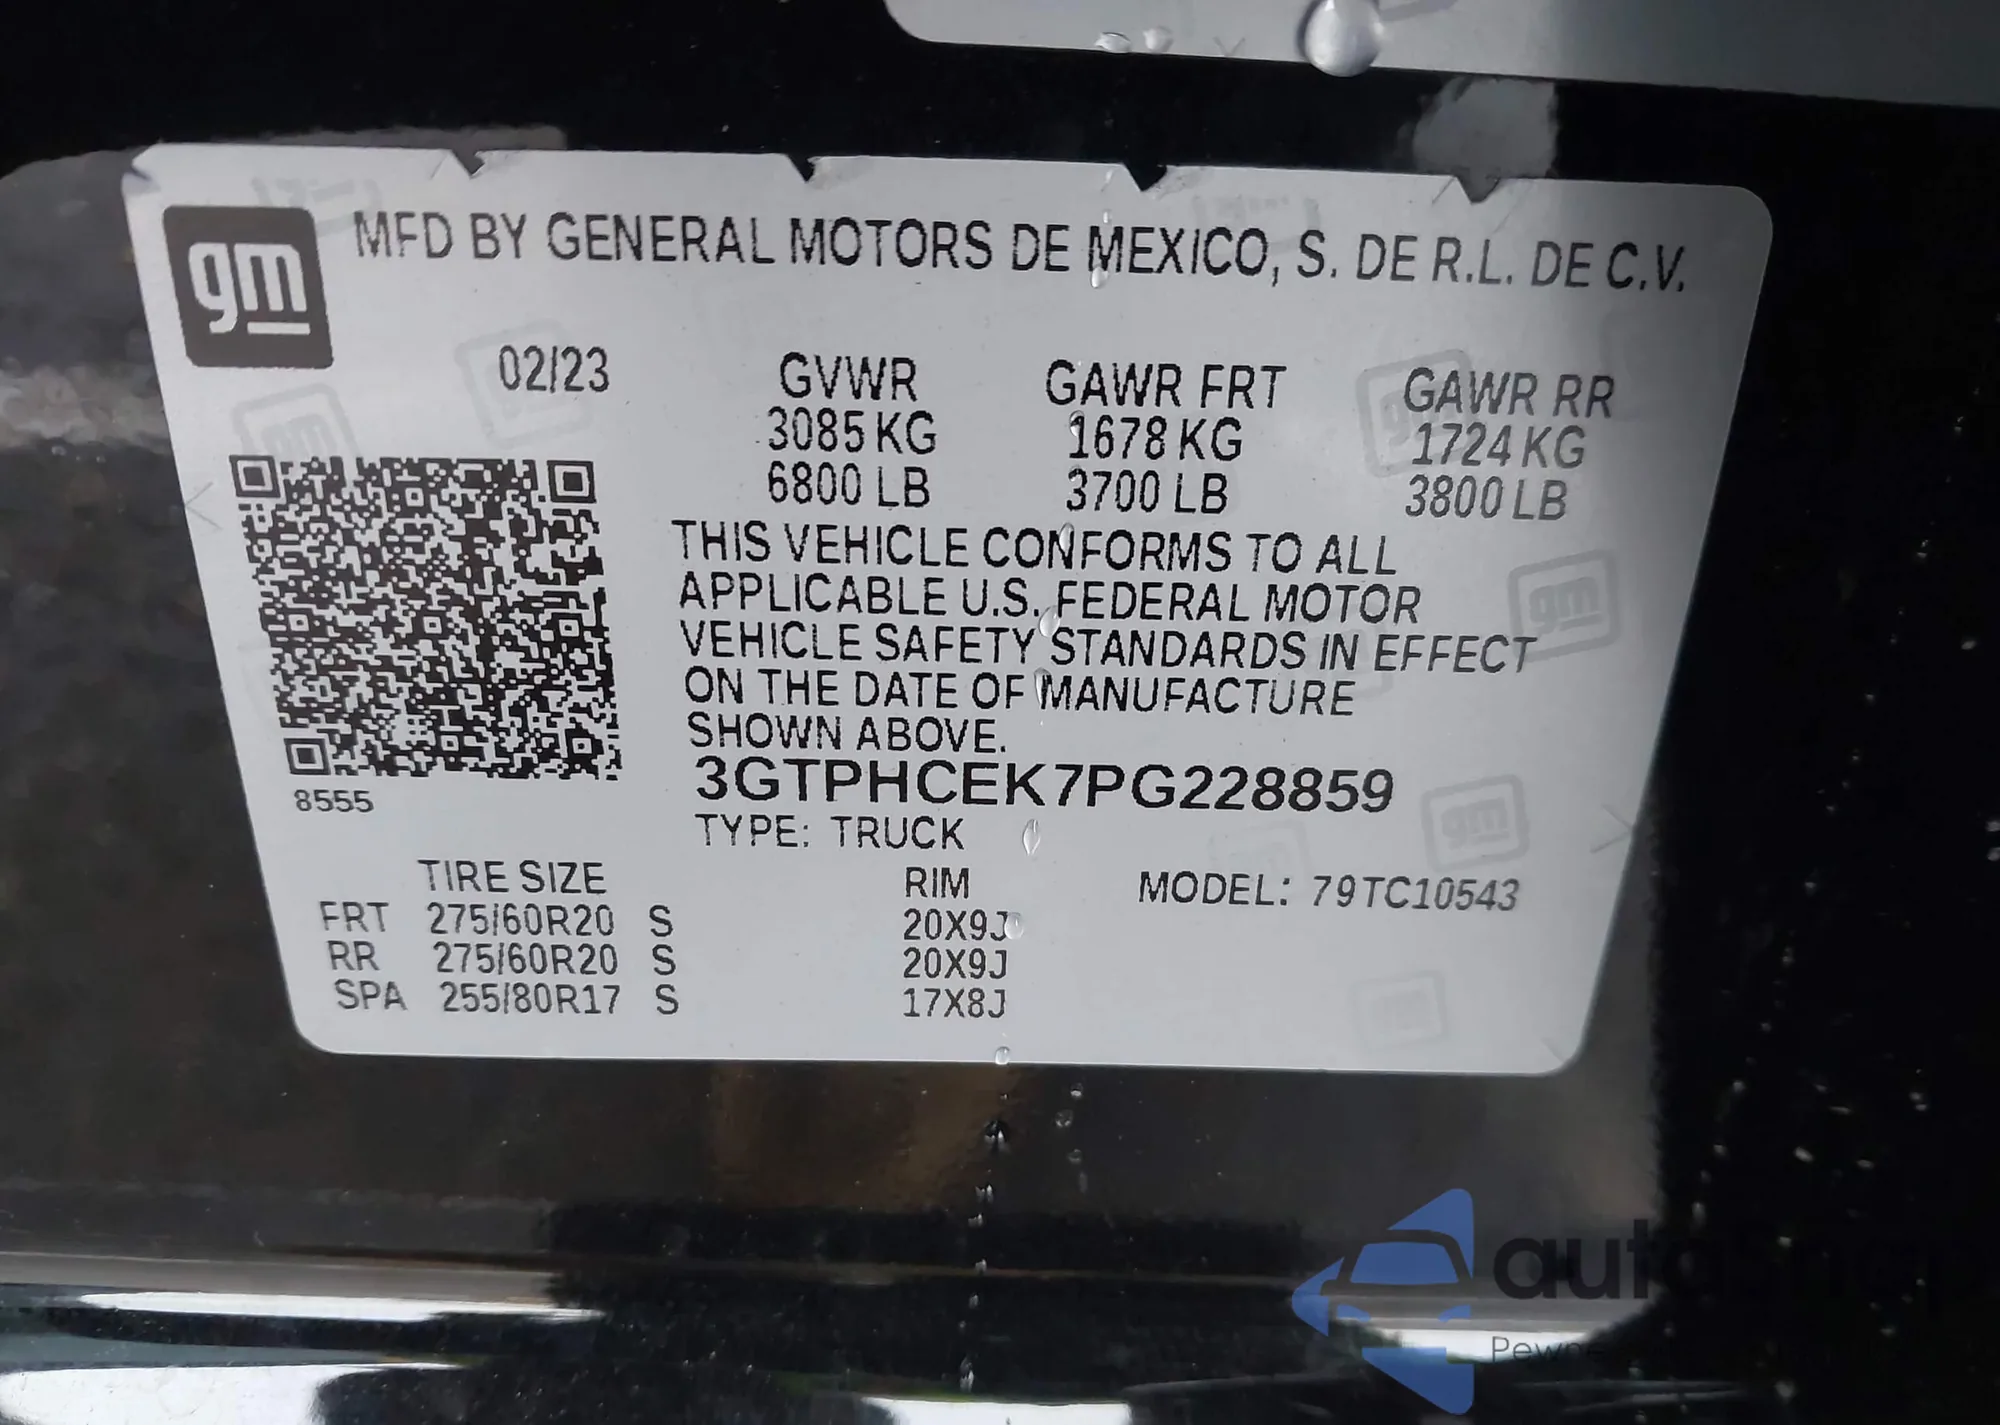 gm
MFD BY GENERAL MOTORS DE MEXICO, S. DE R.L. DE C.V.
02/23 GVWR GAWR FRT GAWR RR
3085 KG 1678 KG 1724 KG
6800 LB 3700 LB 3800 LB
THIS VEHICLE CONFORMS TO ALL
APPLICABLE U.S. FEDERAL MOTOR
VEHICLE SAFETY STANDARDS IN EFFECT
ON THE DATE OF MANUFACTURE
SHOWN ABOVE.
3GTPHCEK7PG228859
8555
TYPE: TRUCK
TIRE SIZE RIM MODEL: 79TC10543
FRT 275/60R20 S 20X9J
RR 275/60R20 S 20X9J
SPA 255/80R17 S 17X8J